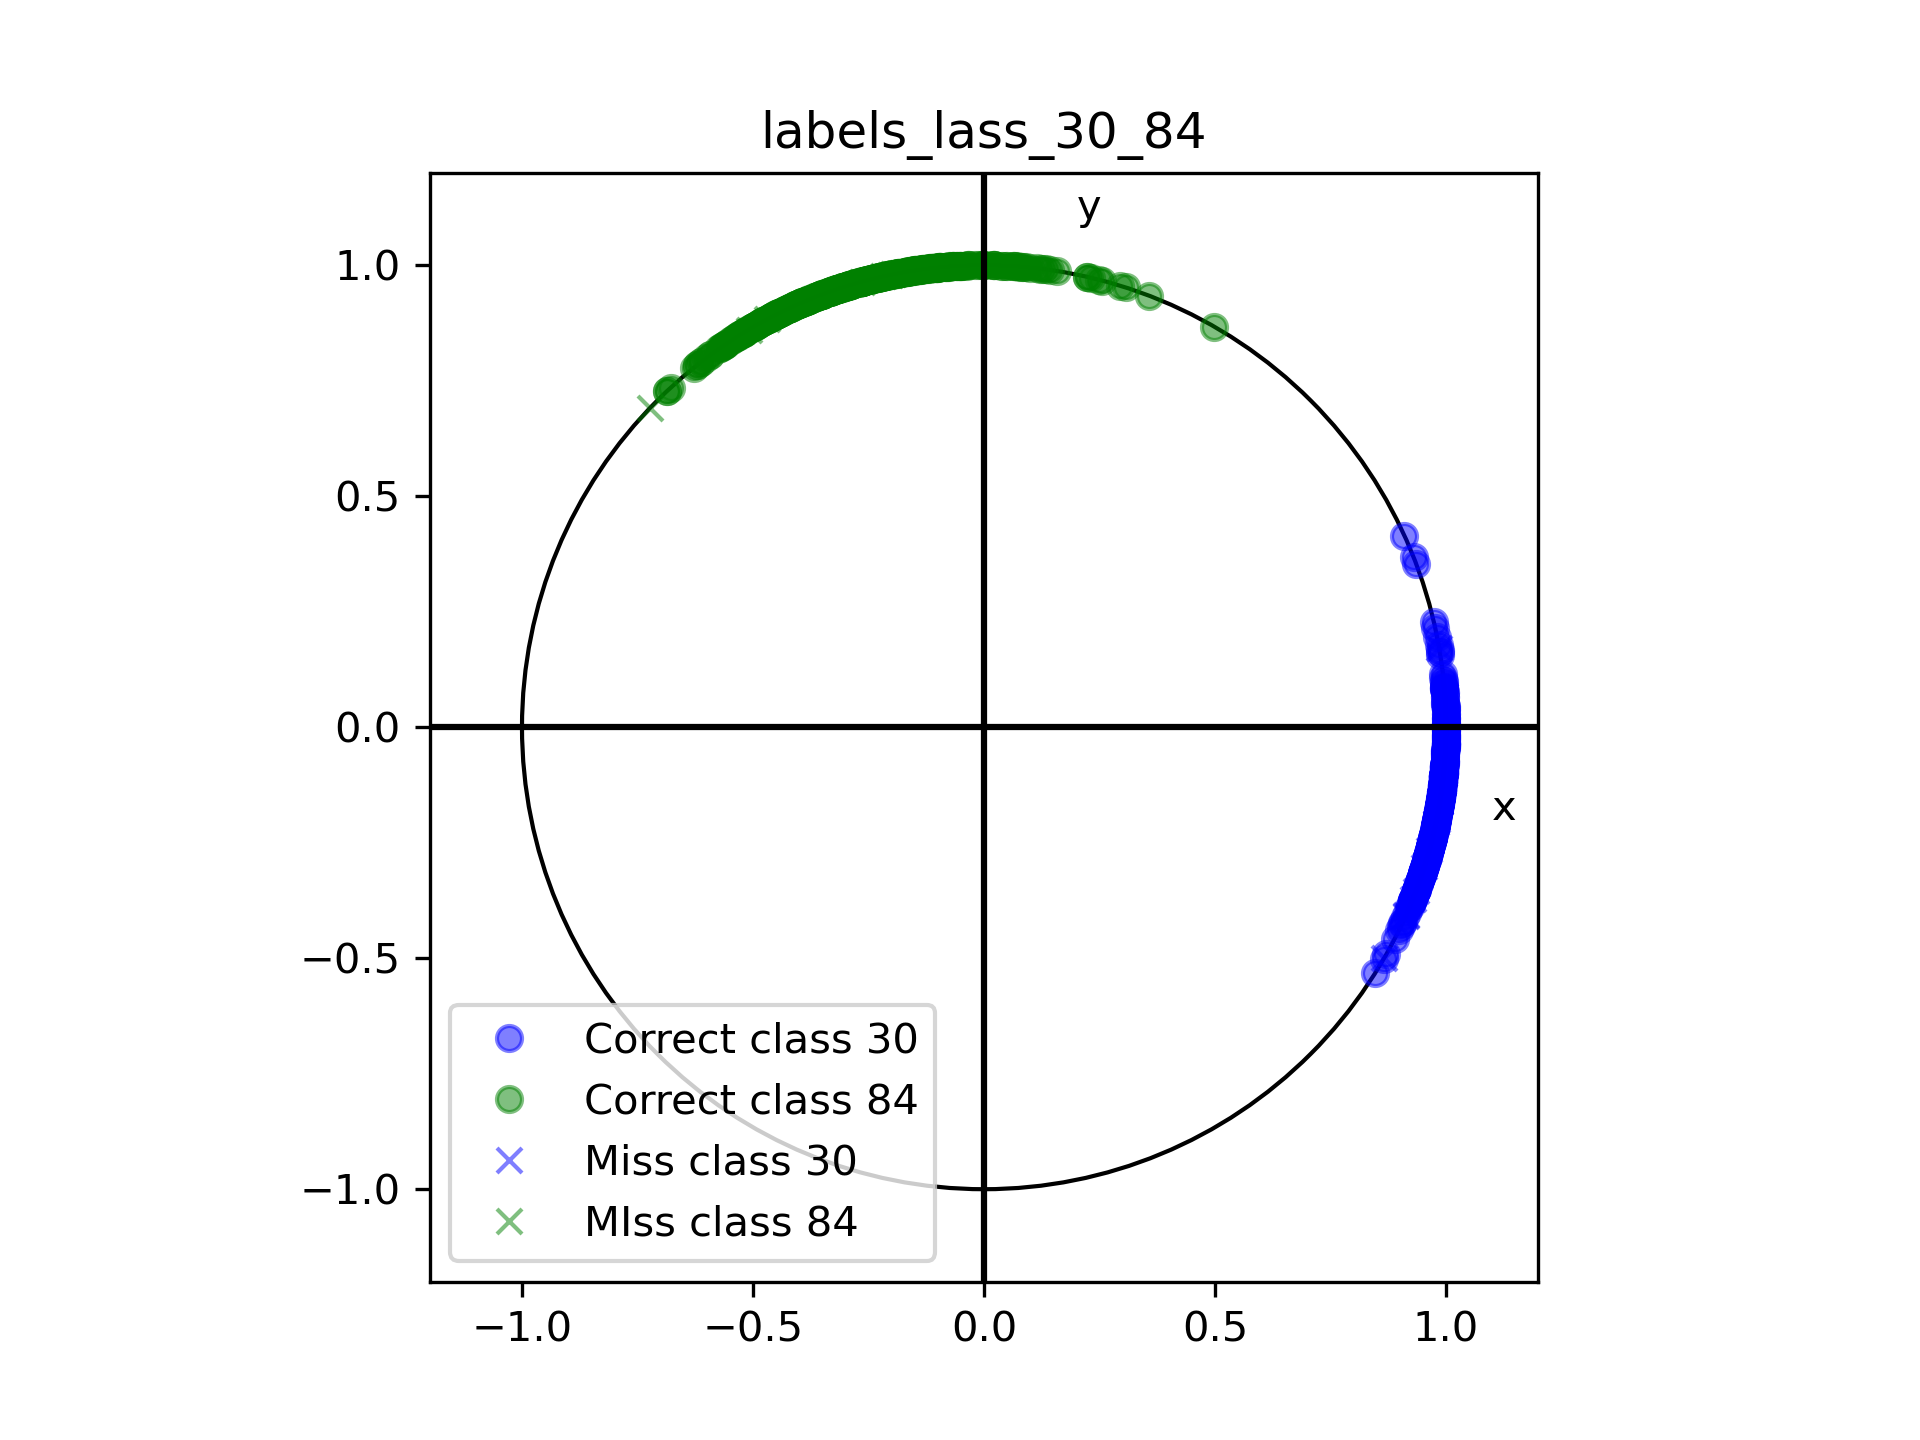 labels_lass_30_84
y
1.0
0.5
0.0
x
−0.5
−1.0
Correct class 30
Correct class 84
Miss class 30
MIss class 84
−1.0 −0.5 0.0 0.5 1.0